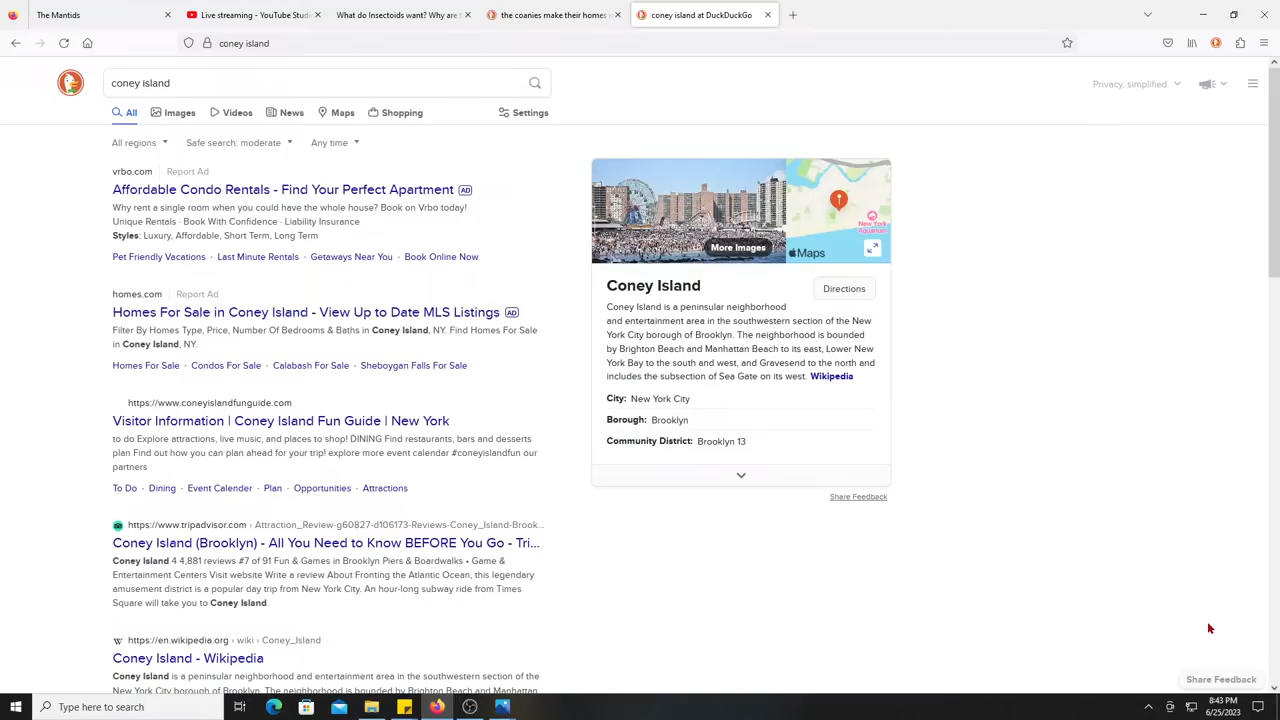 The Mantids
Live streaming - YouTube Studi
What do Insectoids want? Why are t
the coanies make their homes
coney island at DuckDuckGo
coney island
coney island
Privacy, simplified.
All
Images
Videos
News
Maps
Shopping
Settings
All regions
Safe search: moderate
Any time
vrbo.com
Report Ad
Affordable Condo Rentals - Find Your Perfect Apartment AD
Why rent a single room when you could have the whole house? Book on Vrbo today!
Unique Rentals · Book With Confidence · Liability Insurance
Styles: Luxury, Affordable, Short Term, Long Term
Pet Friendly Vacations · Last Minute Rentals · Getaways Near You · Book Online Now
homes.com
Report Ad
Homes For Sale in Coney Island - View Up to Date MLS Listings AD
Filter By Homes Type, Price, Number Of Bedrooms & Baths in Coney Island, NY. Find Homes For Sale
in Coney Island, NY.
Homes For Sale · Condos For Sale · Calabash For Sale · Sheboygan Falls For Sale
https://www.coneyislandfunguide.com
Visitor Information | Coney Island Fun Guide | New York
to do Explore attractions, live music, and places to shop! DINING Find restaurants, bars and desserts
plan Find out how you can plan ahead for your trip! explore more event calendar #coneyislandfun our
partners
To Do · Dining · Event Calender · Plan · Opportunities · Attractions
https://www.tripadvisor.com › Attraction_Review-g60827-d106173-Reviews-Coney_Island-Brook...
Coney Island (Brooklyn) - All You Need to Know BEFORE You Go - Tri...
Coney Island 4 4,881 reviews #7 of 91 Fun & Games in Brooklyn Piers & Boardwalks • Game &
Entertainment Centers Visit website Write a review About Fronting the Atlantic Ocean, this legendary
amusement district is a popular day trip from New York City. An hour-long subway ride from Times
Square will take you to Coney Island.
https://en.wikipedia.org › wiki › Coney_Island
Coney Island - Wikipedia
Coney Island is a peninsular neighborhood and entertainment area in the southwestern section of the
New York City borough of Brooklyn. The neighborhood is bounded by Brighton Beach and Manhattan
More Images
New York
Aquarium
Maps
Coney Island
Directions
Coney Island is a peninsular neighborhood
and entertainment area in the southwestern section of the New
York City borough of Brooklyn. The neighborhood is bounded
by Brighton Beach and Manhattan Beach to its east, Lower New
York Bay to the south and west, and Gravesend to the north and
includes the subsection of Sea Gate on its west. Wikipedia
City: New York City
Borough: Brooklyn
Community District: Brooklyn 13
Share Feedback
Share Feedback
Type here to search
8:43 PM
6/25/2023